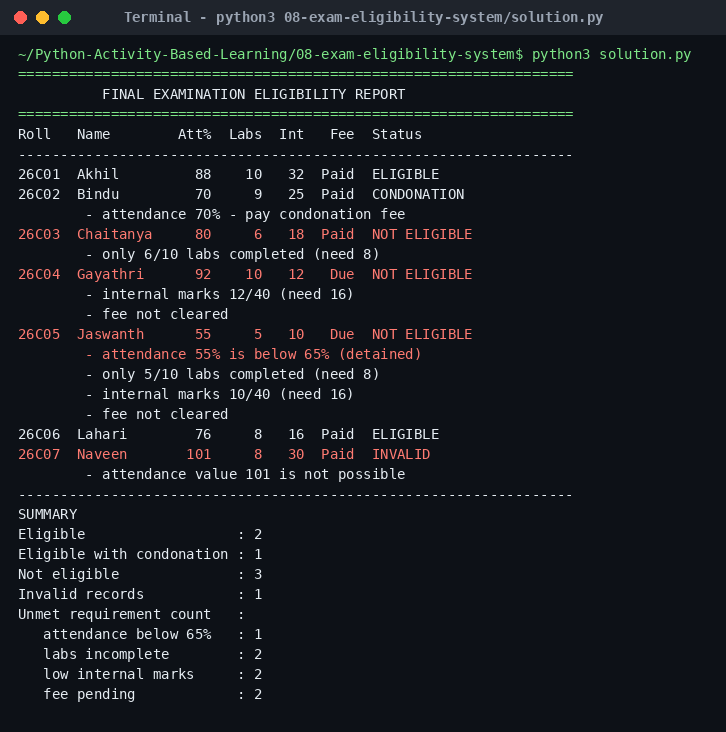 Terminal - python3 08-exam-eligibility-system/solution.py
~/Python-Activity-Based-Learning/08-exam-eligibility-system$ python3 solution.py
==================================================================
          FINAL EXAMINATION ELIGIBILITY REPORT
==================================================================
Roll   Name        Att%  Labs  Int   Fee  Status
------------------------------------------------------------------
26C01  Akhil         88    10   32  Paid  ELIGIBLE
26C02  Bindu         70     9   25  Paid  CONDONATION
        - attendance 70% - pay condonation fee
26C03  Chaitanya     80     6   18  Paid  NOT ELIGIBLE
        - only 6/10 labs completed (need 8)
26C04  Gayathri      92    10   12   Due  NOT ELIGIBLE
        - internal marks 12/40 (need 16)
        - fee not cleared
26C05  Jaswanth      55     5   10   Due  NOT ELIGIBLE
        - attendance 55% is below 65% (detained)
        - only 5/10 labs completed (need 8)
        - internal marks 10/40 (need 16)
        - fee not cleared
26C06  Lahari        76     8   16  Paid  ELIGIBLE
26C07  Naveen       101     8   30  Paid  INVALID
        - attendance value 101 is not possible
------------------------------------------------------------------
SUMMARY
Eligible                  : 2
Eligible with condonation : 1
Not eligible              : 3
Invalid records           : 1
Unmet requirement count   :
   attendance below 65%   : 1
   labs incomplete        : 2
   low internal marks     : 2
   fee pending            : 2